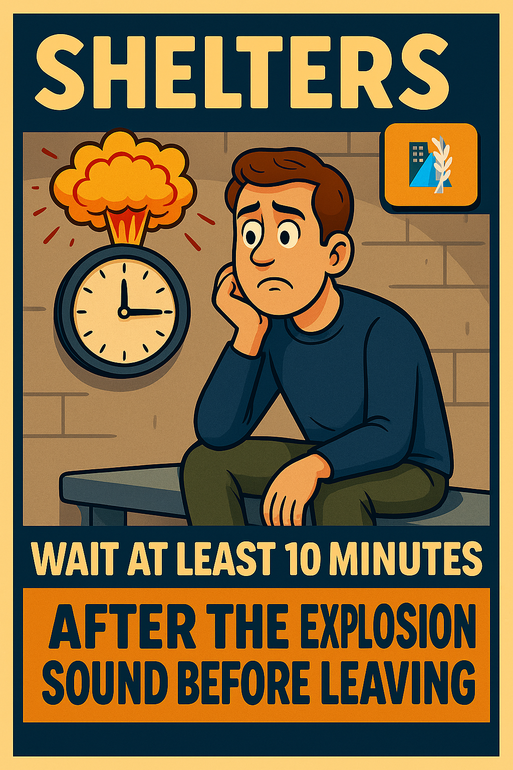 SHELTERS
WAIT AT LEAST 10 MINUTES
AFTER THE EXPLOSION
SOUND BEFORE LEAVING